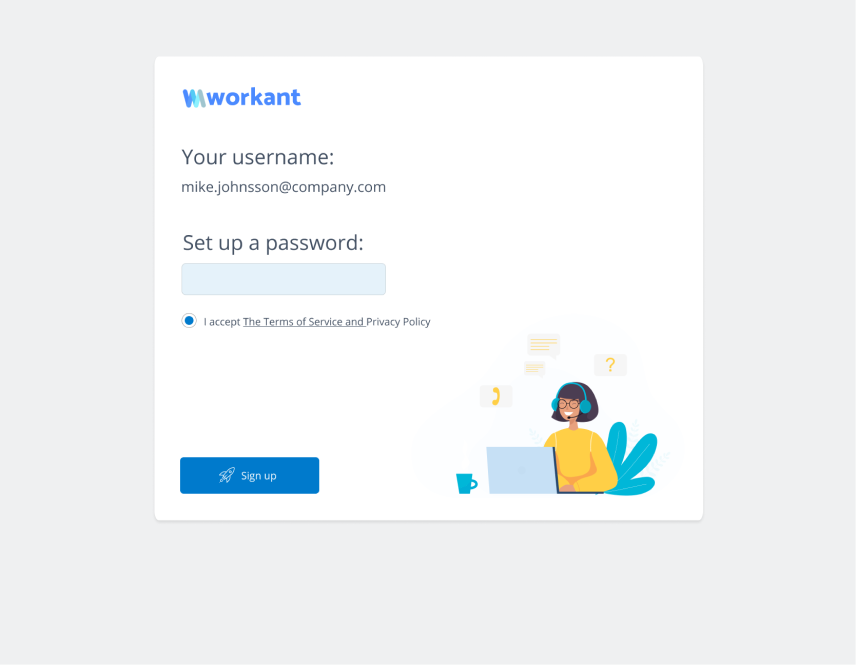 workant
Your username:
mike.johnsson@company.com
Set up a password:
I accept The Terms of Service and Privacy Policy
?
Sign up